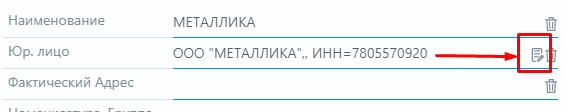 Наименование МЕТАЛЛИКА
Юр. лицо ООО "МЕТАЛЛИКА",, ИНН=7805570920
Фактический Адрес